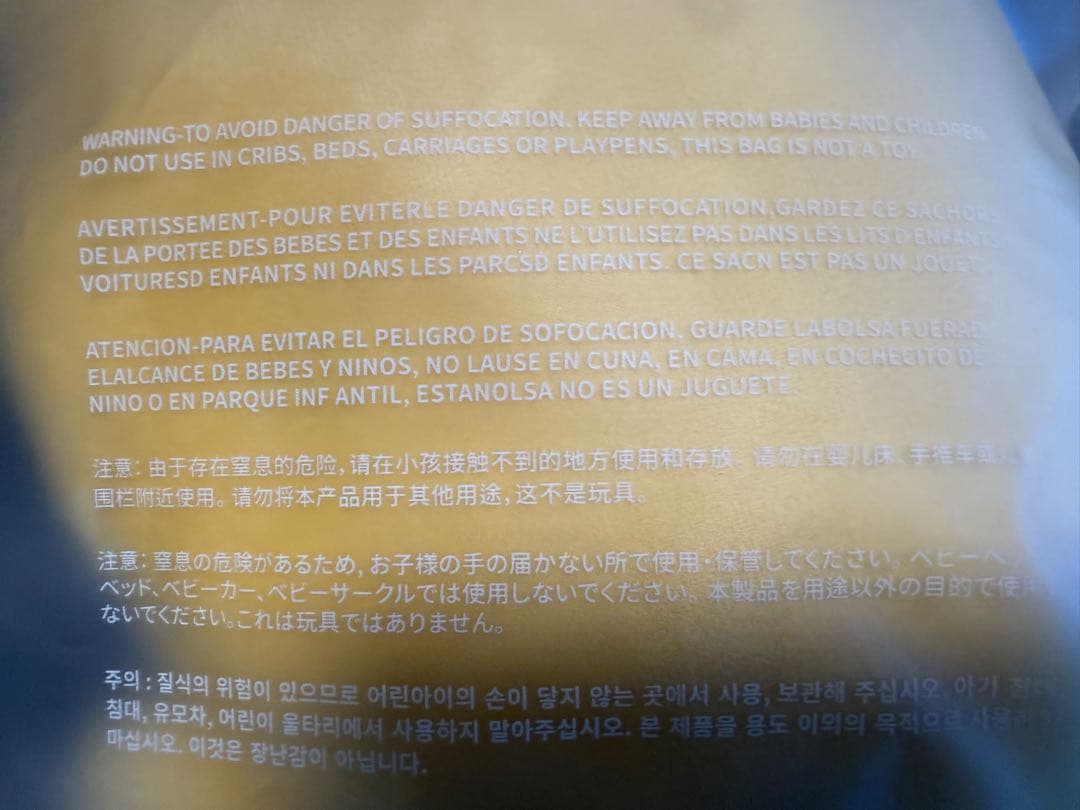 WARNING-TO AVOID DANGER OF SUFFOCATION. KEEP AWAY FROM BABIES AND CHILDREN
DO NOT USE IN CRIBS, BEDS, CARRIAGES OR PLAYPENS, THIS BAG IS NOT A TOY.
AVERTISSEMENT-POUR EVITERLE DANGER DE SUFFOCATION,GARDEZ CE SACHOR-
DE LA PORTEE DES BEBES ET DES ENFANTS NE L'UTILISEZ PAS DANS LES LITS D ENFANTS
VOITURESD ENFANTS NI DANS LES PARCSD ENFANTS. CE SACN EST PAS UN JOUET
ATENCION-PARA EVITAR EL PELIGRO DE SOFOCACION. GUARDE LABOLSA FUERAD
ELALCANCE DE BEBES Y NINOS, NO LAUSE EN CUNA, EN CAMA, EN COCHECITO DE
NINO O EN PARQUE INF ANTIL, ESTANOLSA NO ES UN JUGUETE
注意：由于存在窒息的危险，请在小孩接触不到的地方使用和存放。请勿在婴儿床、手推车或
围栏附近使用。请勿将本产品用于其他用途，这不是玩具。
注意：窒息の危険があるため，お子様の手の届かない所で使用・保管してください。
ベッド、ベビーカー、ベビーサークルでは使用しないでください。本製品を用途以外の目的で使用
ないでください。これは玩具ではありません。
주의 : 질식의 위험이 있으므로 어린아이의 손이 닿지 않는 곳에서 사용, 보관해 주십시오. 아기
침대, 유모차, 어린이 울타리에서 사용하지 말아주십시오. 본 제품을 용도 이외의 목적으로
마십시오. 이것은 장난감이 아닙니다.